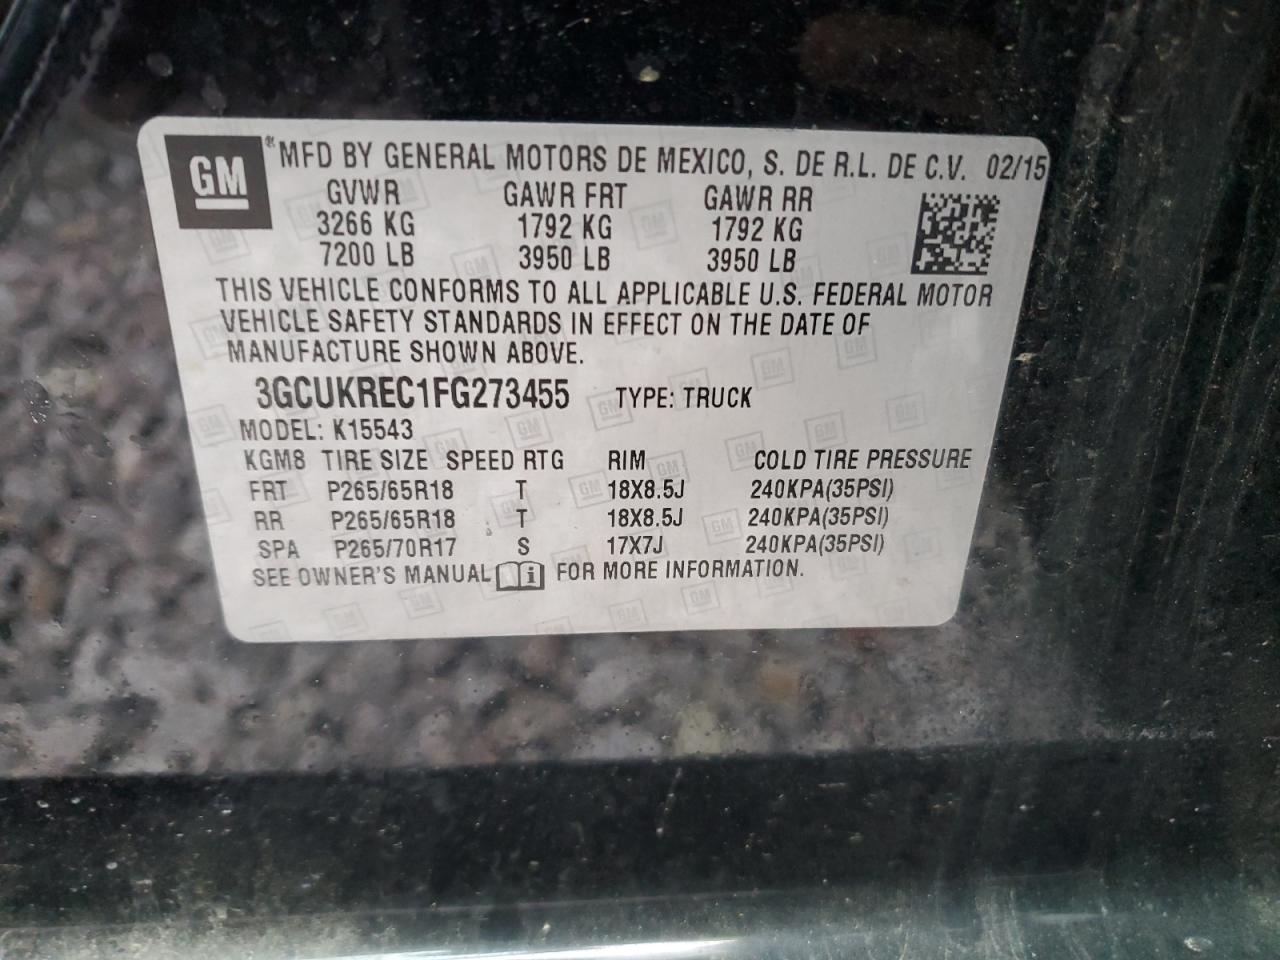 GM ® MFD BY GENERAL MOTORS DE MEXICO, S. DE R.L. DE C.V. 02/15
GVWR GAWR FRT GAWR RR
3266 KG 1792 KG 1792 KG
7200 LB 3950 LB 3950 LB
THIS VEHICLE CONFORMS TO ALL APPLICABLE U.S. FEDERAL MOTOR
VEHICLE SAFETY STANDARDS IN EFFECT ON THE DATE OF
MANUFACTURE SHOWN ABOVE.
3GCUKREC1FG273455 TYPE: TRUCK
MODEL: K15543
KGM8 TIRE SIZE SPEED RTG RIM COLD TIRE PRESSURE
FRT P265/65R18 T 18X8.5J 240KPA(35PSI)
RR P265/65R18 T 18X8.5J 240KPA(35PSI)
SPA P265/70R17 S 17X7J 240KPA(35PSI)
SEE OWNER'S MANUAL i FOR MORE INFORMATION.